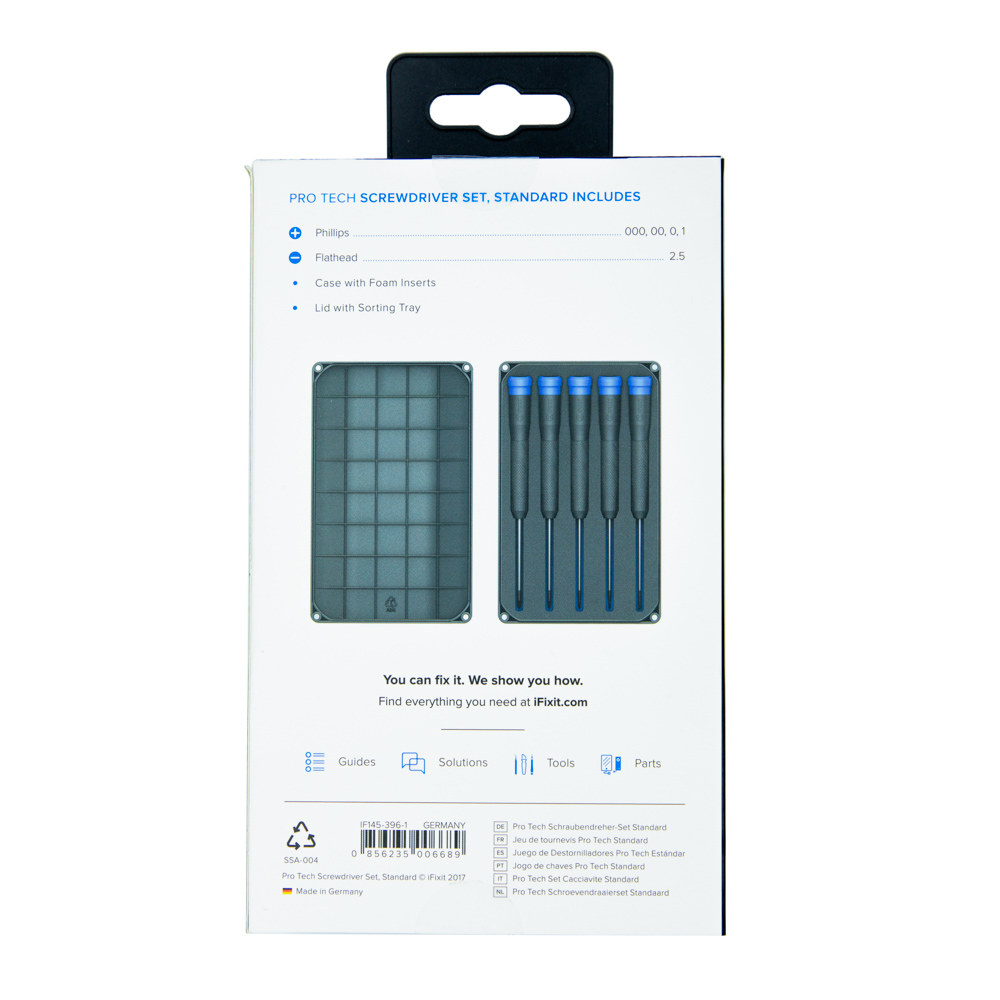 PRO TECH SCREWDRIVER SET, STANDARD INCLUDES
Phillips ... 000, 00, 0, 1
Flathead ... 2.5
• Case with Foam Inserts
• Lid with Sorting Tray
ABS
You can fix it. We show you how.
Find everything you need at iFixit.com
Guides Solutions Tools Parts
SSA-004
IF145-396-1 GERMANY
0 856235 006689
Pro Tech Screwdriver Set, Standard © iFixit 2017
Made in Germany
DE Pro Tech Schraubendreher-Set Standard
FR Jeu de tournevis Pro Tech Standard
ES Juego de Destornilladores Pro Tech Estándar
PT Jogo de chaves Pro Tech Standard
IT Pro Tech Set Cacciavite Standard
NL Pro Tech Schroevendraaierset Standaard